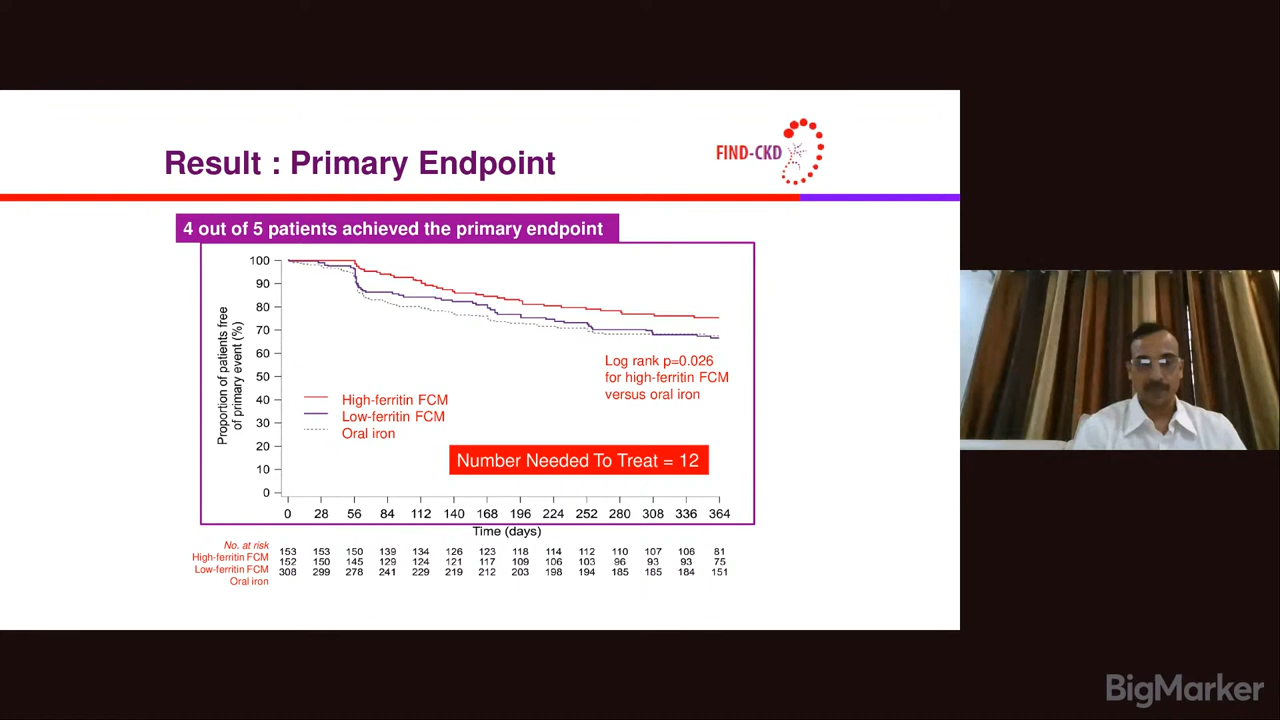 Result : Primary Endpoint
FIND-CKD
4 out of 5 patients achieved the primary endpoint
Proportion of patients free
of primary event (%)
100
90
80
70
60
50
40
30
20
10
0
Log rank p=0.026
for high-ferritin FCM
versus oral iron
High-ferritin FCM
Low-ferritin FCM
Oral iron
Number Needed To Treat = 12
0 28 56 84 112 140 168 196 224 252 280 308 336 364
Time (days)
No. at risk
High-ferritin FCM 153 153 150 139 134 126 123 118 114 112 110 107 106 81
Low-ferritin FCM 152 150 145 129 124 121 117 109 106 103 96 93 93 75
Oral iron 308 299 278 241 229 219 212 203 198 194 185 185 184 151
BigMarker